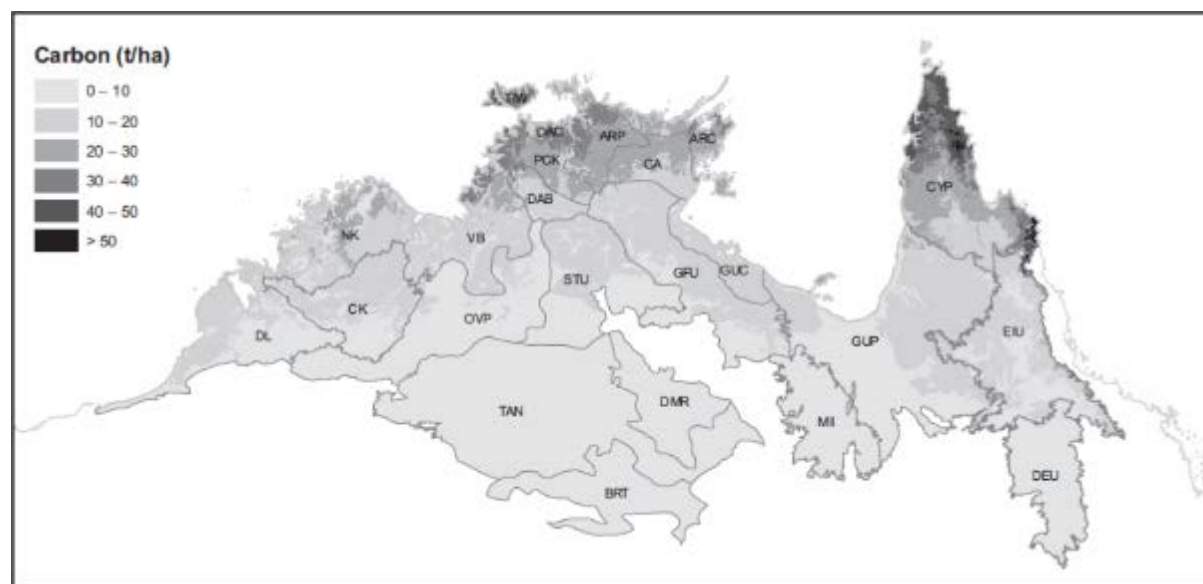 Carbon (t/ha)
0 – 10
10 – 20
20 – 30
30 – 40
40 – 50
> 50
TIW
DAC
ARP
ARC
PCK
CA
CYP
DAB
NK
VB
STU
GFU
GUC
CK
OVP
DL
GUP
EIU
TAN
DMR
MII
BRT
DEU